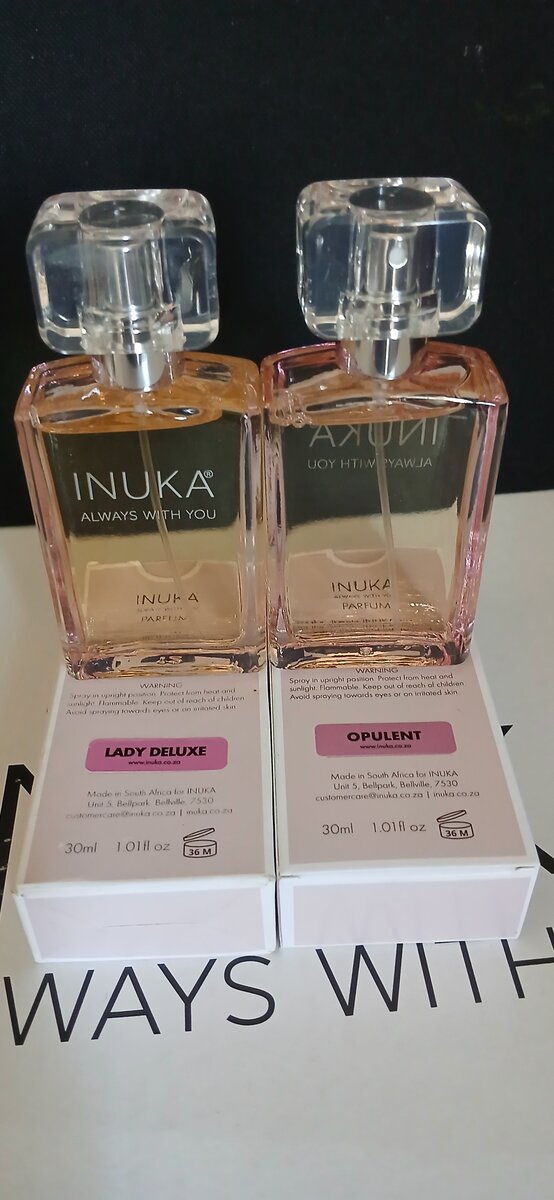 INUKA®
ALWAYS WITH YOU
INUKA
PARFUM
WARNING
Spray in upright position. Protect from heat and
sunlight. Flammable. Keep out of reach of children
Avoid spraying towards eyes or an irritated skin
LADY DELUXE
www.inuka.co.za
Made in South Africa for INUKA
Unit 5, Bellpark, Bellville, 7530
customercare@inuka.co.za | inuka.co.za
30ml 1.01fl oz
36 M
INUKA
ALWAYS WITH YOU
INUKA
ALWAYS WITH YOU
PARFUM
WARNING
Spray in upright position. Protect from heat and
sunlight. Flammable. Keep out of reach of children
Avoid spraying towards eyes or an irritated skin
OPULENT
www.inuka.co.za
Made in South Africa for INUKA
Unit 5, Bellpark, Bellville, 7530
customercare@inuka.co.za | inuka.co.za
30ml 1.01fl oz
36 M
WAYS WITH